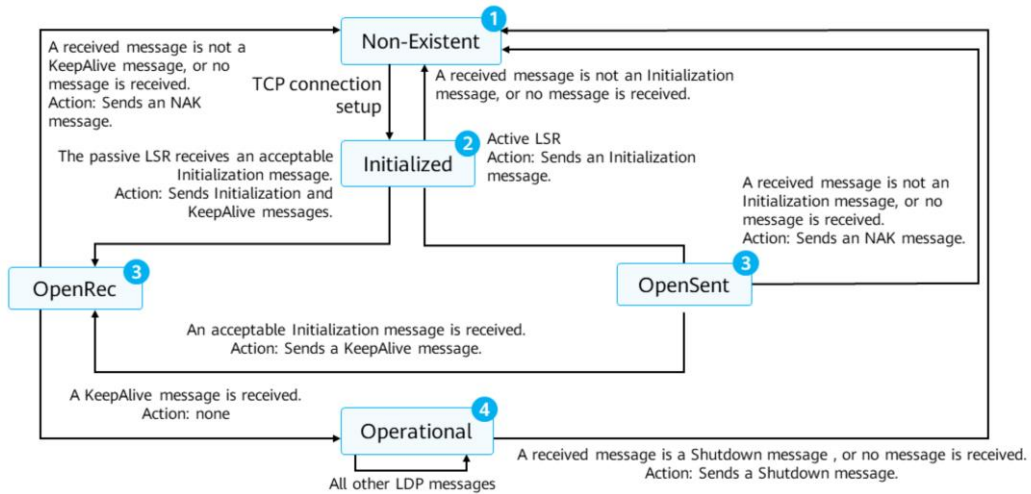 1
Non-Existent
A received message is not a
KeepAlive message, or no
message is received.
Action: Sends an NAK
message.
TCP connection
setup
A received message is not an Initialization
message, or no message is received.
2
Initialized
Active LSR
Action: Sends an Initialization
message.
The passive LSR receives an acceptable
Initialization message.
Action: Sends Initialization and
KeepAlive messages.
A received message is not an
Initialization message, or no
message is received.
Action: Sends an NAK message.
3
OpenRec
3
OpenSent
An acceptable Initialization message is received.
Action: Sends a KeepAlive message.
A KeepAlive message is received.
Action: none
4
Operational
A received message is a Shutdown message , or no message is received.
Action: Sends a Shutdown message.
All other LDP messages